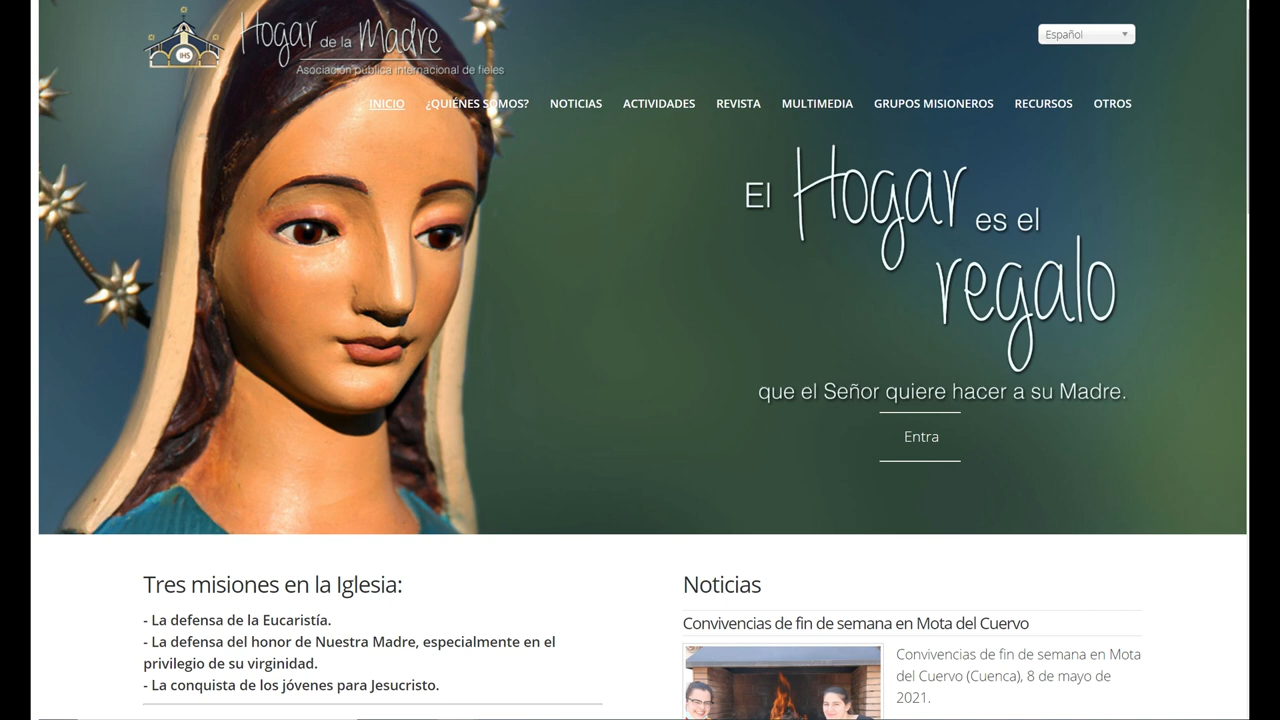 IHS
Hogar de la Madre
Asociación pública internacional de fieles
Español
INICIO ¿QUIÉNES SOMOS? NOTICIAS ACTIVIDADES REVISTA MULTIMEDIA GRUPOS MISIONEROS RECURSOS OTROS
El Hogar es el
regalo
que el Señor quiere hacer a su Madre.
Entra
Tres misiones en la Iglesia:
- La defensa de la Eucaristía.
- La defensa del honor de Nuestra Madre, especialmente en el
privilegio de su virginidad.
- La conquista de los jóvenes para Jesucristo.
Noticias
Convivencias de fin de semana en Mota del Cuervo
Convivencias de fin de semana en Mota
del Cuervo (Cuenca), 8 de mayo de
2021.